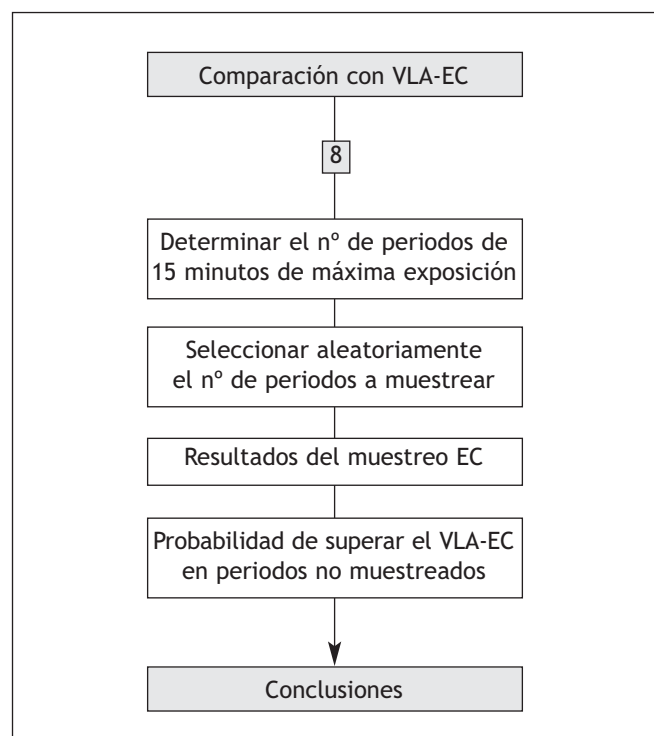 Comparación con VLA-EC
8
Determinar el nº de periodos de
15 minutos de máxima exposición
Seleccionar aleatoriamente
el nº de periodos a muestrear
Resultados del muestreo EC
Probabilidad de superar el VLA-EC
en periodos no muestreados
Conclusiones